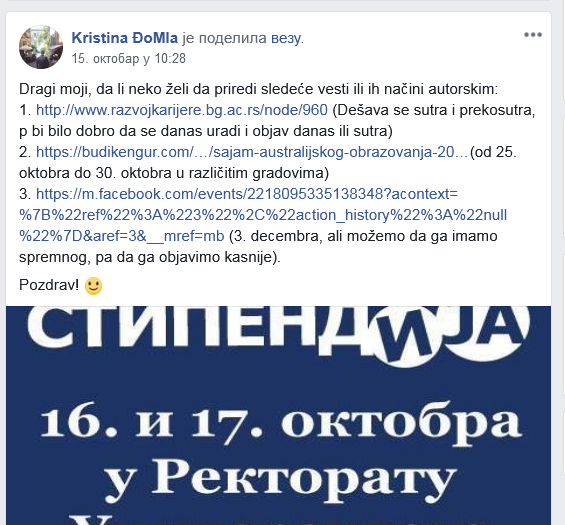 Kristina ĐoMla је поделила везу.
15. октобар у 10:28
Dragi moji, da li neko želi da priredi sledeće vesti ili ih načini autorskim:
1. http://www.razvojkarijere.bg.ac.rs/node/960 (Dešava se sutra i prekosutra,
p bi bilo dobro da se danas uradi i objav danas ili sutra)
2. https://budikengur.com/…/sajam-australijskog-obrazovanja-20… (od 25.
oktobra do 30. oktobra u različitim gradovima)
3. https://m.facebook.com/events/2218095335138348?acontext=
%7B%22ref%22%3A%223%22%2C%22action_history%22%3A%22null
%22%7D&aref=3&__mref=mb (3. decembra, ali možemo da ga imamo
spremnog, pa da ga objavimo kasnije).
Pozdrav! 🙂
СТИПЕНДИЈА
16. и 17. октобра
у Ректорату